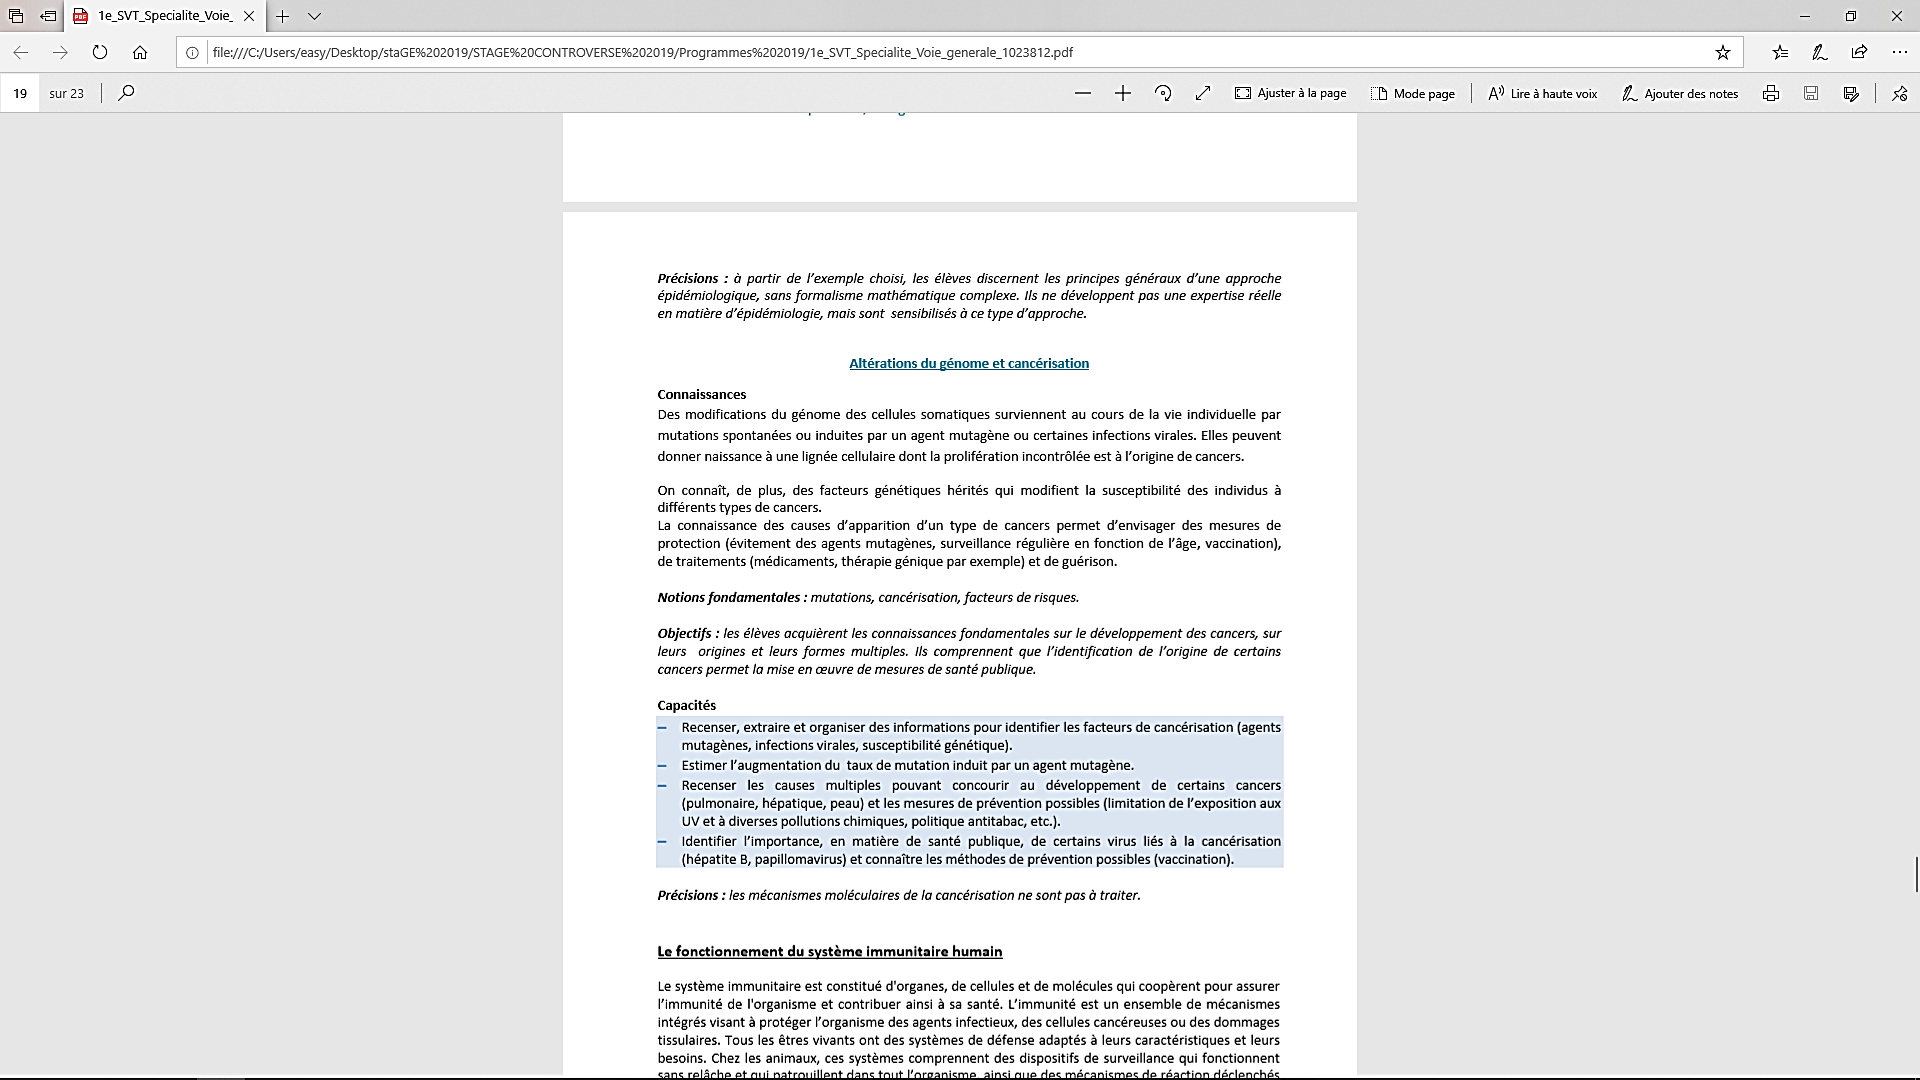 1e_SVT_Specialite_Voie_
file:///C:/Users/easy/Desktop/staGE%202019/STAGE%20CONTROVERSE%202019/Programmes%202019/1e_SVT_Specialite_Voie_generale_1023812.pdf
19 sur 23 Ajuster à la page Mode page Lire à haute voix Ajouter des notes
Précisions : à partir de l’exemple choisi, les élèves discernent les principes généraux d’une approche
épidémiologique, sans formalisme mathématique complexe. Ils ne développent pas une expertise réelle
en matière d’épidémiologie, mais sont sensibilisés à ce type d’approche.
Altérations du génome et cancérisation
Connaissances
Des modifications du génome des cellules somatiques surviennent au cours de la vie individuelle par
mutations spontanées ou induites par un agent mutagène ou certaines infections virales. Elles peuvent
donner naissance à une lignée cellulaire dont la prolifération incontrôlée est à l’origine de cancers.
On connaît, de plus, des facteurs génétiques hérités qui modifient la susceptibilité des individus à
différents types de cancers.
La connaissance des causes d’apparition d’un type de cancers permet d’envisager des mesures de
protection (évitement des agents mutagènes, surveillance régulière en fonction de l’âge, vaccination),
de traitements (médicaments, thérapie génique par exemple) et de guérison.
Notions fondamentales : mutations, cancérisation, facteurs de risques.
Objectifs : les élèves acquièrent les connaissances fondamentales sur le développement des cancers, sur
leurs origines et leurs formes multiples. Ils comprennent que l’identification de l’origine de certains
cancers permet la mise en œuvre de mesures de santé publique.
Capacités
– Recenser, extraire et organiser des informations pour identifier les facteurs de cancérisation (agents
mutagènes, infections virales, susceptibilité génétique).
– Estimer l’augmentation du taux de mutation induit par un agent mutagène.
– Recenser les causes multiples pouvant concourir au développement de certains cancers
(pulmonaire, hépatique, peau) et les mesures de prévention possibles (limitation de l’exposition aux
UV et à diverses pollutions chimiques, politique antitabac, etc.).
– Identifier l’importance, en matière de santé publique, de certains virus liés à la cancérisation
(hépatite B, papillomavirus) et connaître les méthodes de prévention possibles (vaccination).
Précisions : les mécanismes moléculaires de la cancérisation ne sont pas à traiter.
Le fonctionnement du système immunitaire humain
Le système immunitaire est constitué d'organes, de cellules et de molécules qui coopèrent pour assurer
l’immunité de l'organisme et contribuer ainsi à sa santé. L’immunité est un ensemble de mécanismes
intégrés visant à protéger l’organisme des agents infectieux, des cellules cancéreuses ou des dommages
tissulaires. Tous les êtres vivants ont des systèmes de défense adaptés à leurs caractéristiques et leurs
besoins. Chez les animaux, ces systèmes comprennent des dispositifs de surveillance qui fonctionnent
sans relâche et qui patrouillent dans tout l’organisme, ainsi que des mécanismes de réaction déclenchés